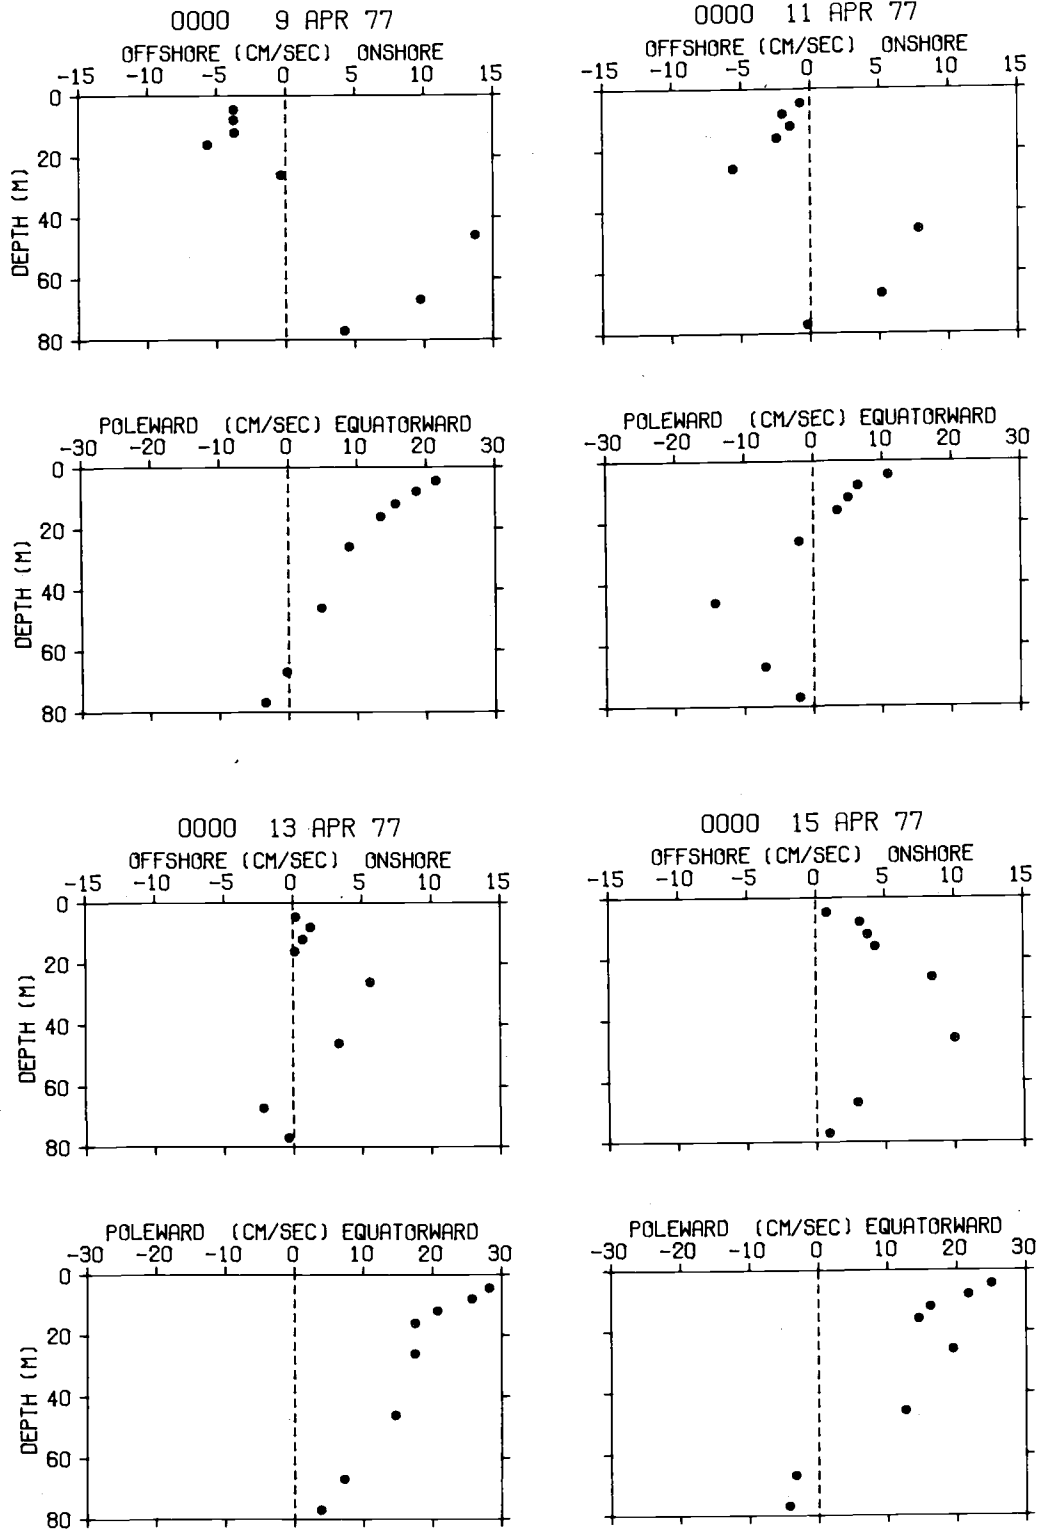 0000 9 APR 77
OFFSHORE (CM/SEC) ONSHORE
-15 -10 -5 0 5 10 15
0
20
40
60
80
DEPTH (M)
POLEWARD (CM/SEC) EQUATORWARD
-30 -20 -10 0 10 20 30
0
20
40
60
80
DEPTH (M)
0000 11 APR 77
OFFSHORE (CM/SEC) ONSHORE
-15 -10 -5 0 5 10 15
POLEWARD (CM/SEC) EQUATORWARD
-30 -20 -10 0 10 20 30
0000 13 APR 77
OFFSHORE (CM/SEC) ONSHORE
-15 -10 -5 0 5 10 15
0
20
40
60
80
DEPTH (M)
POLEWARD (CM/SEC) EQUATORWARD
-30 -20 -10 0 10 20 30
0
20
40
60
80
DEPTH (M)
0000 15 APR 77
OFFSHORE (CM/SEC) ONSHORE
-15 -10 -5 0 5 10 15
POLEWARD (CM/SEC) EQUATORWARD
-30 -20 -10 0 10 20 30